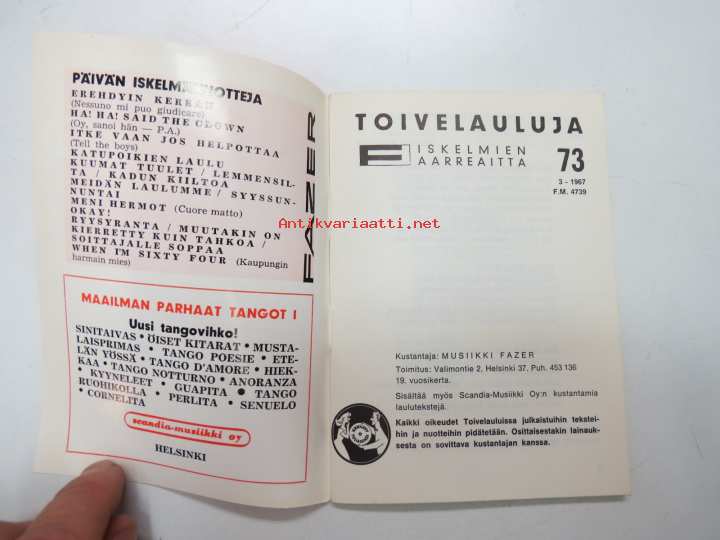 PÄIVÄN ISKELMÄNUOTTEJA
EREHDYIN KERRAN
(Nessuno mi puo giudicare)
HA! HA! SAID THE CLOWN
(Oy, sanoi hän — P.A.)
ITKE VAAN JOS HELPOTTAA
(Tell the boys)
KATUPOIKIEN LAULU
KUUMAT TUULET / LEMMENSIL-
TA / KADUN KIILTOA
MEIDÄN LAULUMME / SYYSSUN-
NUNTAI
MENI HERMOT (Cuore matto)
OKAY!
RYYSYRANTA / MUUTAKIN ON
KIERRETTY KUIN TAHKOA /
SOITTAJALLE SOPPAA
WHEN I'M SIXTY FOUR (Kaupungin
harmain mies)
FAZER
MAAILMAN PARHAAT TANGOT I
Uusi tangovihko!
SINITAIVAS • ÖISET KITARAT • MUSTA-
LAISPRIMAS • TANGO POESIE • ETE-
LÄN YÖSSÄ • TANGO D'AMORE • HIEK-
KAA • TANGO NOTTURNO • ANORANZA
• KYYNELEET • GUAPITA • TANGO
RUOHIKOLLA • PERLITA • SENUELO
• CORNELITA
scandia-musiikki oy
HELSINKI
TOIVELAULUJA
F ISKELMIEN
AARREAITTA
73
3 – 1967
F.M. 4739
Antikvariaatti.net
Kustantaja: MUSIIKKI FAZER
Toimitus: Valimontie 2, Helsinki 37, Puh. 453 136
19. vuosikerta.
Sisältää myös Scandia-Musiikki Oy:n kustantamia
laulutekstejä.
Kaikki oikeudet Toivelauluissa julkaistuihin tekstei-
hin ja nuotteihin pidätetään. Osittaisestakin lainauk-
sesta on sovittava kustantajan kanssa.